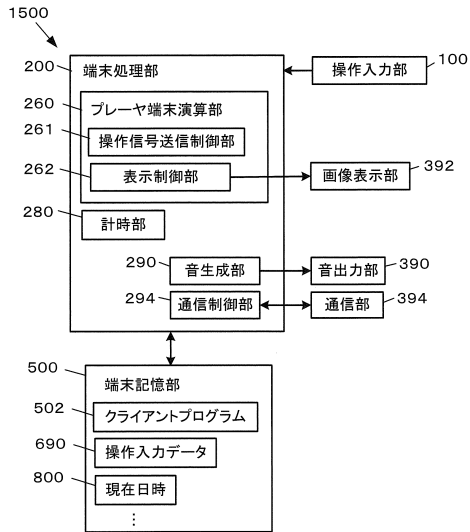 1500
200
端末処理部
操作入力部
100
260
プレーヤ端末演算部
261
操作信号送信制御部
262
表示制御部
画像表示部
392
280
計時部
290
音生成部
音出力部
390
294
通信制御部
通信部
394
500
端末記憶部
502
クライアントプログラム
690
操作入力データ
800
現在日時
⋮